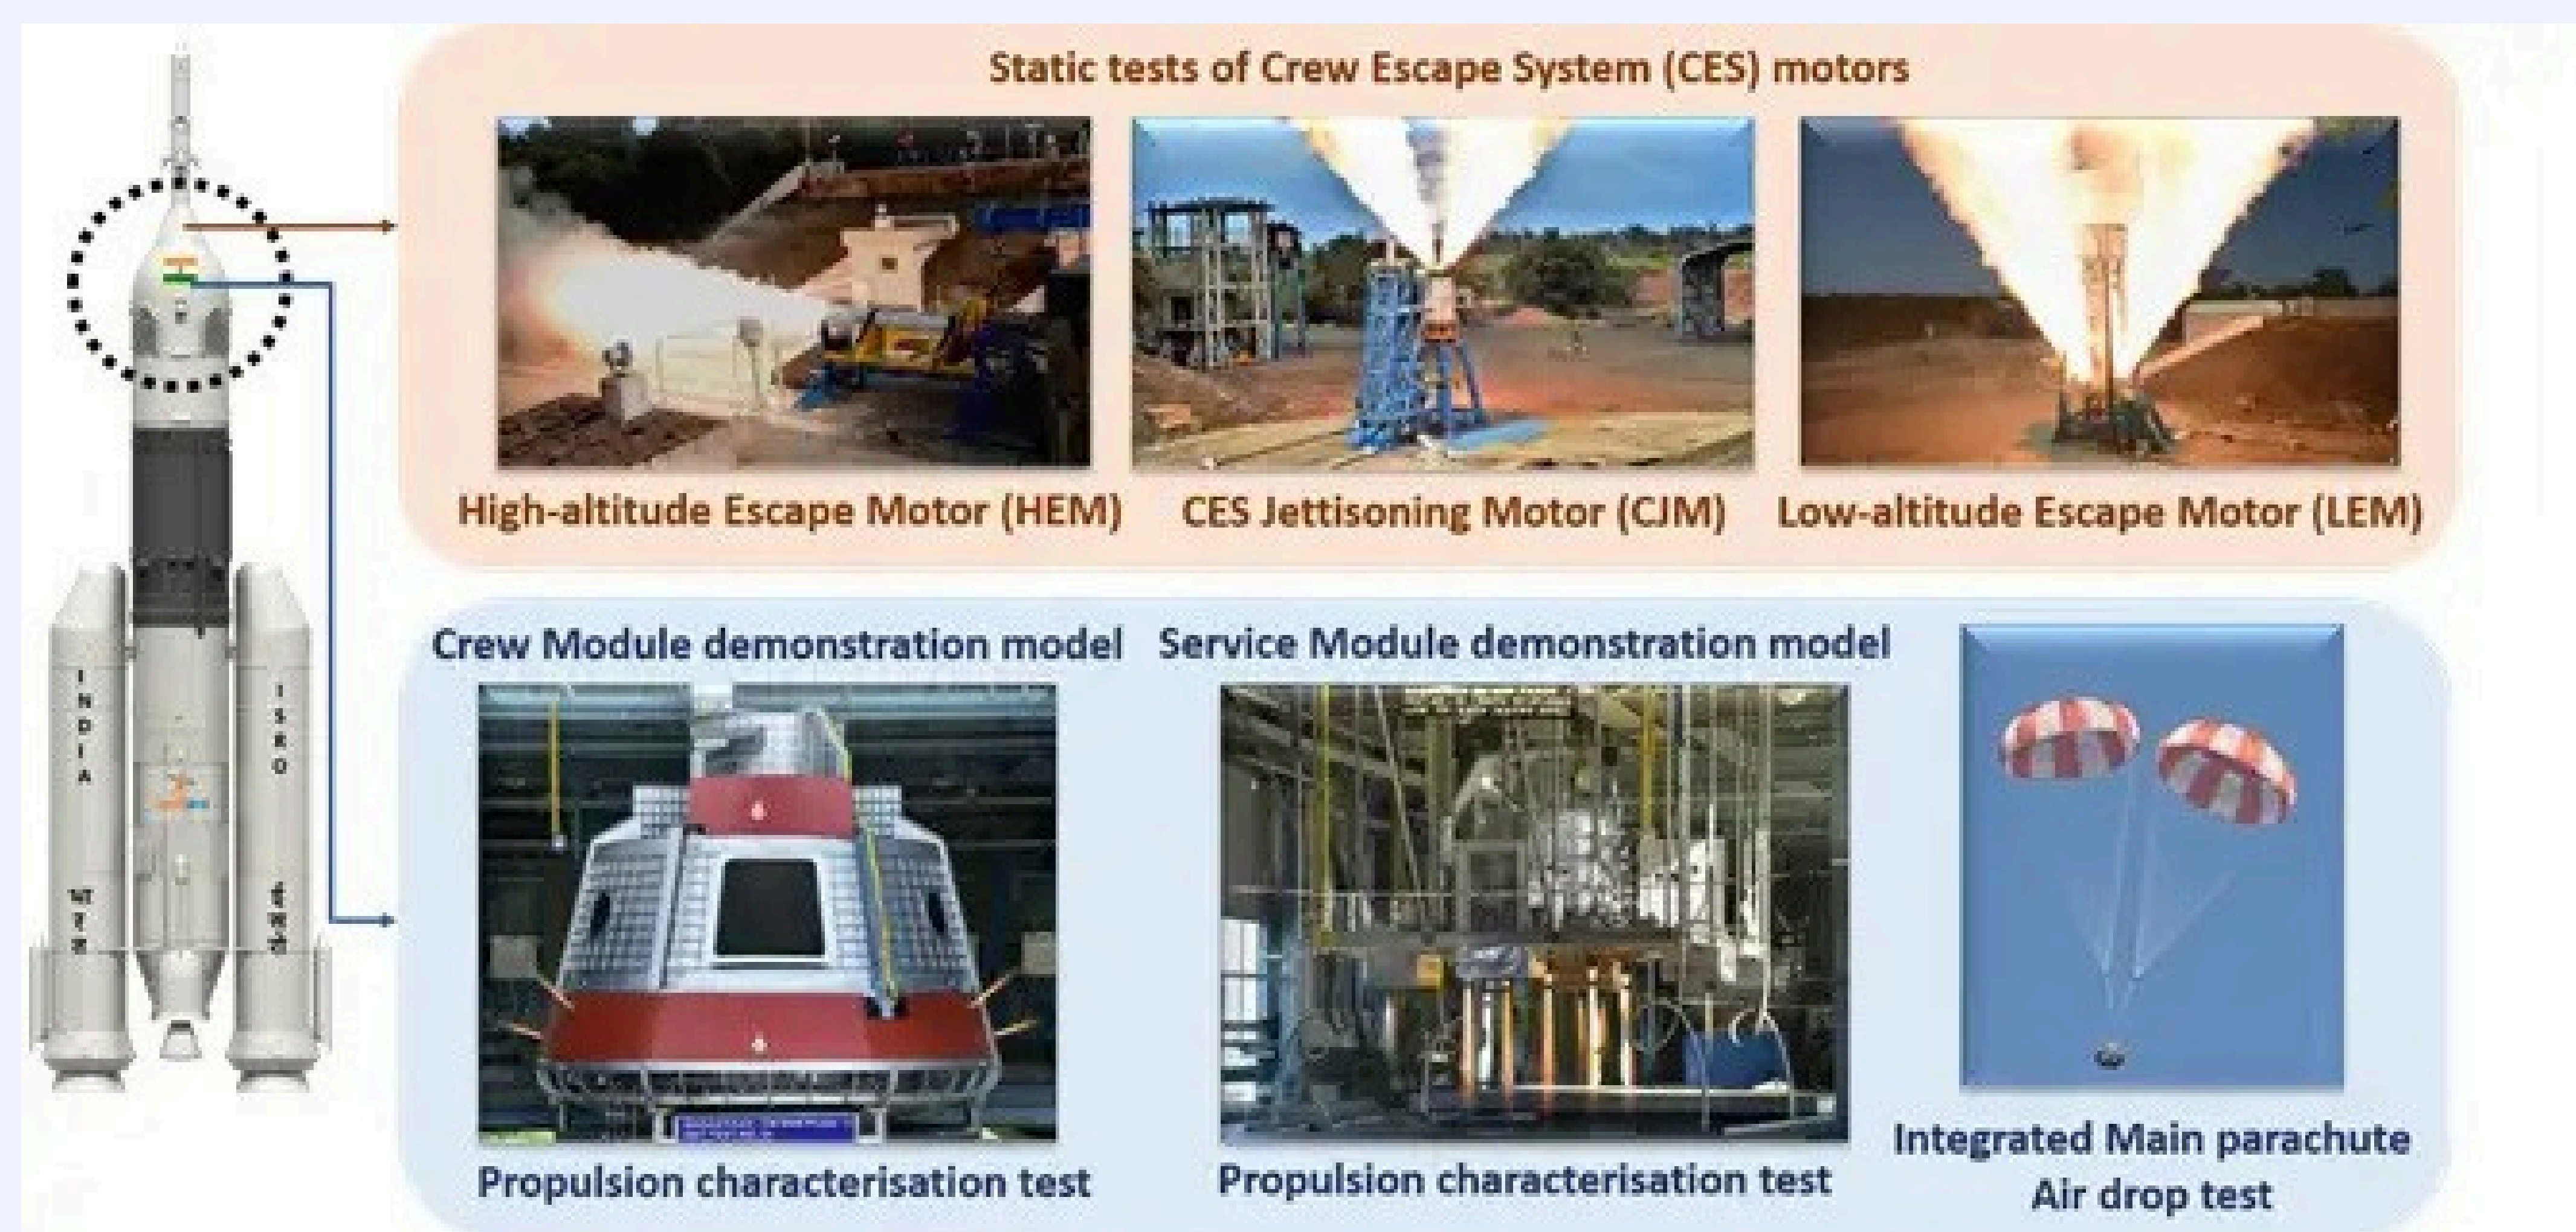 Static tests of Crew Escape System (CES) motors
High-altitude Escape Motor (HEM)
CES Jettisoning Motor (CJM)
Low-altitude Escape Motor (LEM)
Crew Module demonstration model
Service Module demonstration model
Propulsion characterisation test
Propulsion characterisation test
Integrated Main parachute
Air drop test
INDIA
ISRO
भारत